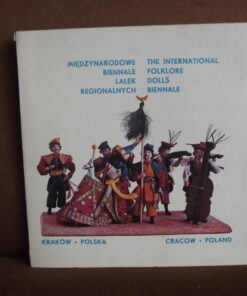 MIĘDZYNARODOWE THE INTERNATIONAL
BIENNALE FOLKLORE
LALEK DOLLS
REGIONALNYCH BIENNALE
KRAKÓW • POLSKA CRACOW • POLAND